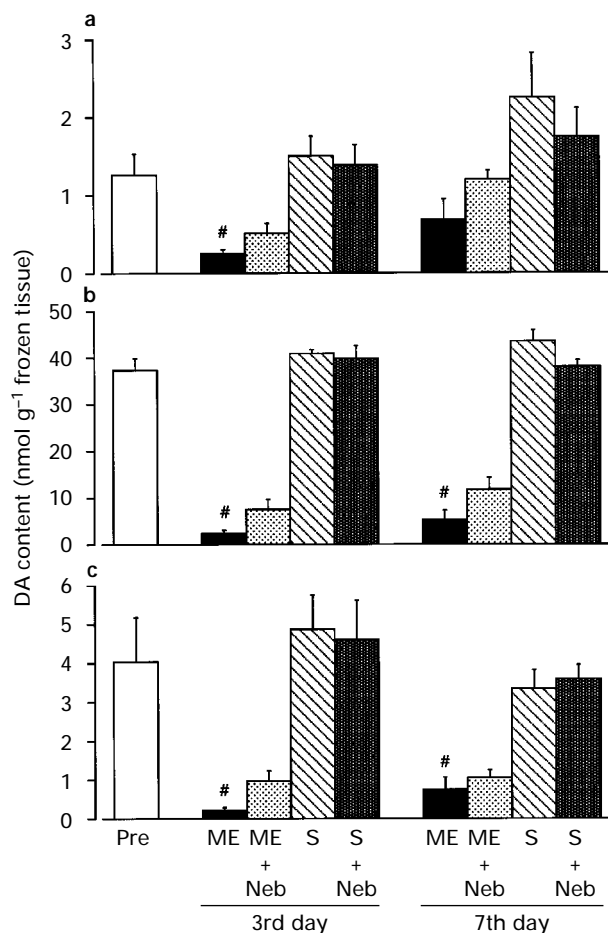 a
3
2
#
1
0
b
50
40
30
20
10
#
#
0
c
6
5
4
3
2
1
#
#
0
DA content (nmol g⁻¹ frozen tissue)
Pre ME ME S S ME ME S S
+ + + +
Neb Neb Neb Neb
3rd day 7th day